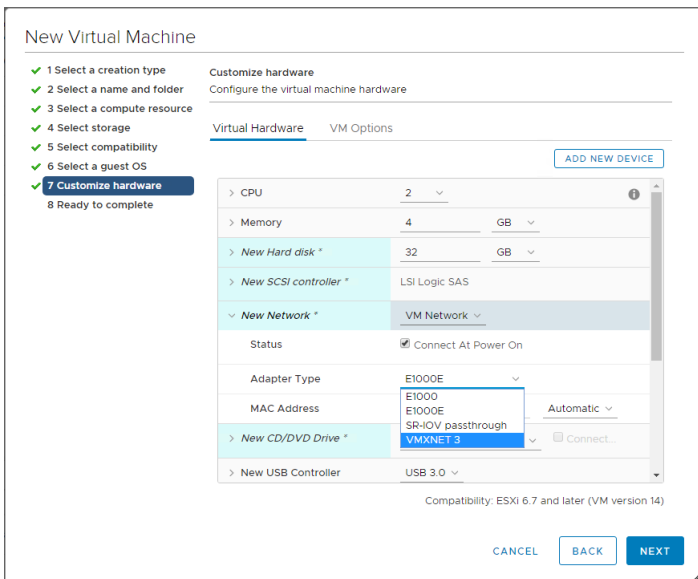 New Virtual Machine
1 Select a creation type
2 Select a name and folder
3 Select a compute resource
4 Select storage
5 Select compatibility
6 Select a guest OS
7 Customize hardware
8 Ready to complete
Customize hardware
Configure the virtual machine hardware
Virtual Hardware VM Options
ADD NEW DEVICE
CPU 2
Memory 4 GB
New Hard disk * 32 GB
New SCSI controller * LSI Logic SAS
New Network * VM Network
Status Connect At Power On
Adapter Type E1000E
E1000
E1000E
MAC Address Automatic
SR-IOV passthrough
VMXNET 3
New CD/DVD Drive * Connect...
New USB Controller USB 3.0
Compatibility: ESXi 6.7 and later (VM version 14)
CANCEL BACK NEXT